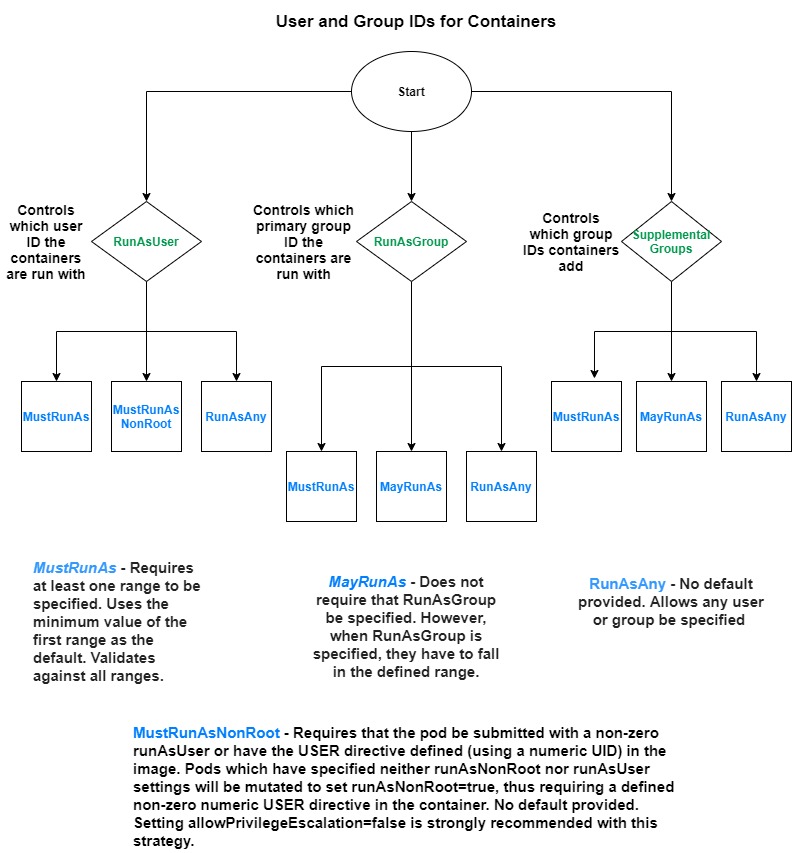 User and Group IDs for Containers
Start
Controls
which user
ID the
containers
are run with
RunAsUser
Controls which
primary group
ID the
containers are
run with
RunAsGroup
Controls
which group
IDs containers
add
Supplemental
Groups
MustRunAs
MustRunAs
NonRoot
RunAsAny
MustRunAs
MayRunAs
RunAsAny
MustRunAs
MayRunAs
RunAsAny
MustRunAs - Requires
at least one range to be
specified. Uses the
minimum value of the
first range as the
default. Validates
against all ranges.
MayRunAs - Does not
require that RunAsGroup
be specified. However,
when RunAsGroup is
specified, they have to fall
in the defined range.
RunAsAny - No default
provided. Allows any user
or group be specified
MustRunAsNonRoot - Requires that the pod be submitted with a non-zero
runAsUser or have the USER directive defined (using a numeric UID) in the
image. Pods which have specified neither runAsNonRoot nor runAsUser
settings will be mutated to set runAsNonRoot=true, thus requiring a defined
non-zero numeric USER directive in the container. No default provided.
Setting allowPrivilegeEscalation=false is strongly recommended with this
strategy.